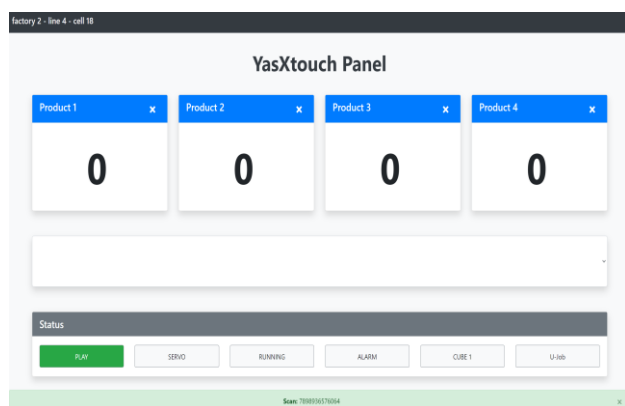 factory 2 - line 4 - cell 18
YasXtouch Panel
Product 1 x Product 2 x Product 3 x Product 4 x
0 0 0 0
Status
PLAY SERVO RUNNING ALARM CUBE 1 U-Job
Scan: 7898936576064 x